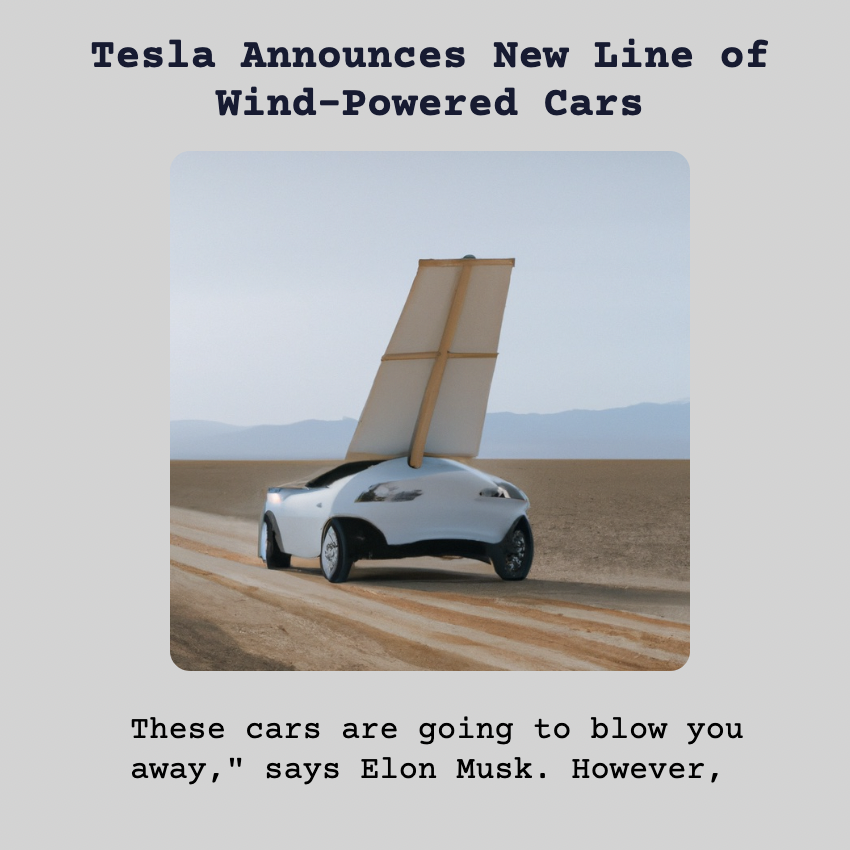 Tesla Announces New Line of
Wind-Powered Cars
These cars are going to blow you
away," says Elon Musk. However,